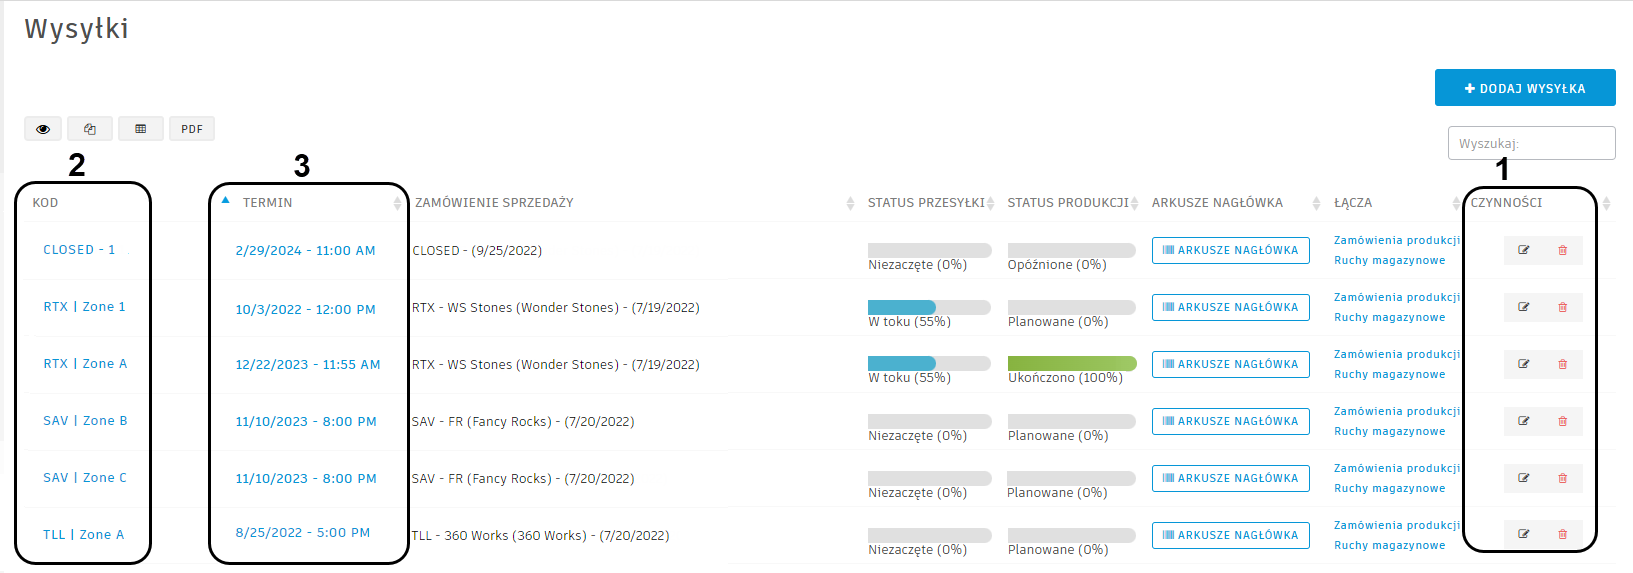 Wysyłki
DODAJ WYSYŁKA
PDF
Wyszukaj:
2
3
1
KOD TERMIN ZAMÓWIENIE SPRZEDAŻY STATUS PRZESYŁKI STATUS PRODUKCJI ARKUSZE NAGŁÓWKA ŁĄCZA CZYNNOŚCI
CLOSED - 1 2/29/2024 - 11:00 AM CLOSED - (9/25/2022) Niezaczęte (0%) Opóźnione (0%) ARKUSZE NAGŁÓWKA Zamówienia produkcji
Ruchy magazynowe
RTX | Zone 1 10/3/2022 - 12:00 PM RTX - WS Stones (Wonder Stones) - (7/19/2022) W toku (55%) Planowane (0%) ARKUSZE NAGŁÓWKA Zamówienia produkcji
Ruchy magazynowe
RTX | Zone A 12/22/2023 - 11:55 AM RTX - WS Stones (Wonder Stones) - (7/19/2022) W toku (55%) Ukończono (100%) ARKUSZE NAGŁÓWKA Zamówienia produkcji
Ruchy magazynowe
SAV | Zone B 11/10/2023 - 8:00 PM SAV - FR (Fancy Rocks) - (7/20/2022) Niezaczęte (0%) Planowane (0%) ARKUSZE NAGŁÓWKA Zamówienia produkcji
Ruchy magazynowe
SAV | Zone C 11/10/2023 - 8:00 PM SAV - FR (Fancy Rocks) - (7/20/2022) Niezaczęte (0%) Planowane (0%) ARKUSZE NAGŁÓWKA Zamówienia produkcji
Ruchy magazynowe
TLL | Zone A 8/25/2022 - 5:00 PM TLL - 360 Works (360 Works) - (7/20/2022) Niezaczęte (0%) Planowane (0%) ARKUSZE NAGŁÓWKA Zamówienia produkcji
Ruchy magazynowe